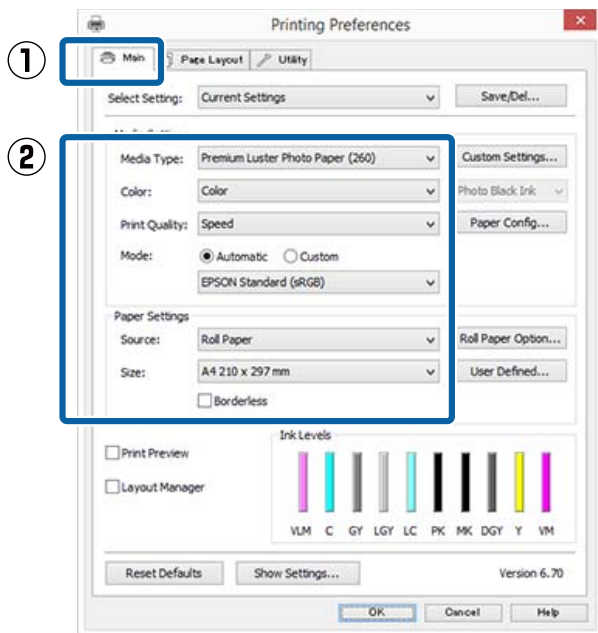 Printing Preferences
①
Main Page Layout Utility
Select Setting: Current Settings Save/Del...
②
Media Type: Premium Luster Photo Paper (260) Custom Settings...
Color: Color Photo Black Ink
Print Quality: Speed Paper Config...
Mode: Automatic Custom
EPSON Standard (sRGB)
Paper Settings
Source: Roll Paper Roll Paper Option...
Size: A4 210 x 297 mm User Defined...
Borderless
Ink Levels
Print Preview
Layout Manager
VLM C GY LGY LC PK MK DGY Y VM
Reset Defaults Show Settings... Version 6.70
OK Cancel Help